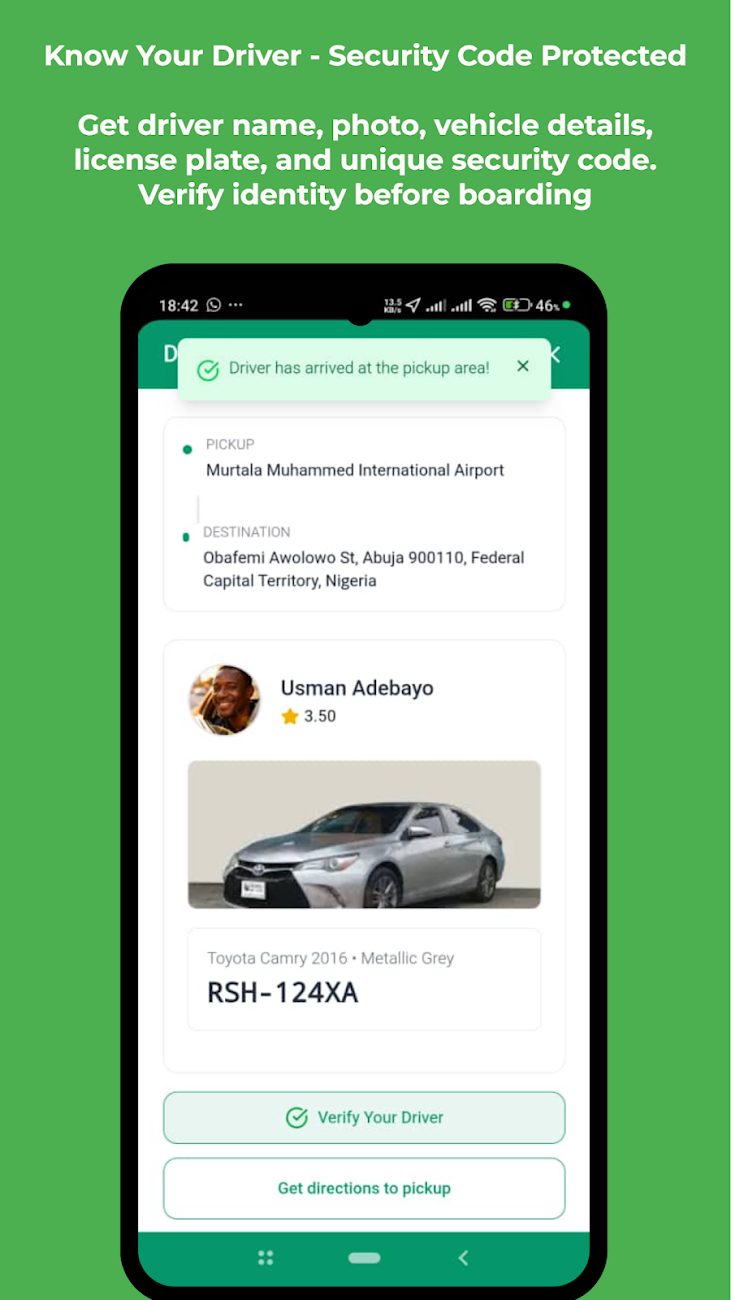 Know Your Driver - Security Code Protected
Get driver name, photo, vehicle details,
license plate, and unique security code.
Verify identity before boarding
18:42 ··· 13.5 KB/s 46%
D
Driver has arrived at the pickup area!
PICKUP
Murtala Muhammed International Airport
DESTINATION
Obafemi Awolowo St, Abuja 900110, Federal
Capital Territory, Nigeria
Usman Adebayo
3.50
Toyota Camry 2016 • Metallic Grey
RSH-124XA
Verify Your Driver
Get directions to pickup